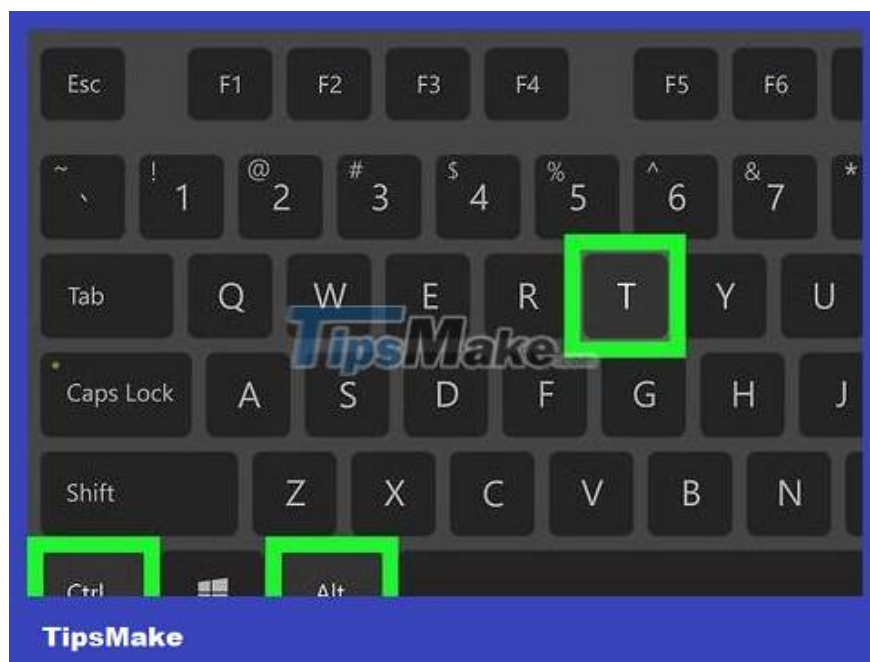 Esc F1 F2 F3 F4 F5 F6
~ ` ! 1 @ 2 # 3 $ 4 % 5 ^ 6 & 7 *
Tab Q W E R T Y U
TipsMake.com
Caps Lock A S D F G H J
Shift Z X C V B N
Ctrl Alt
TipsMake